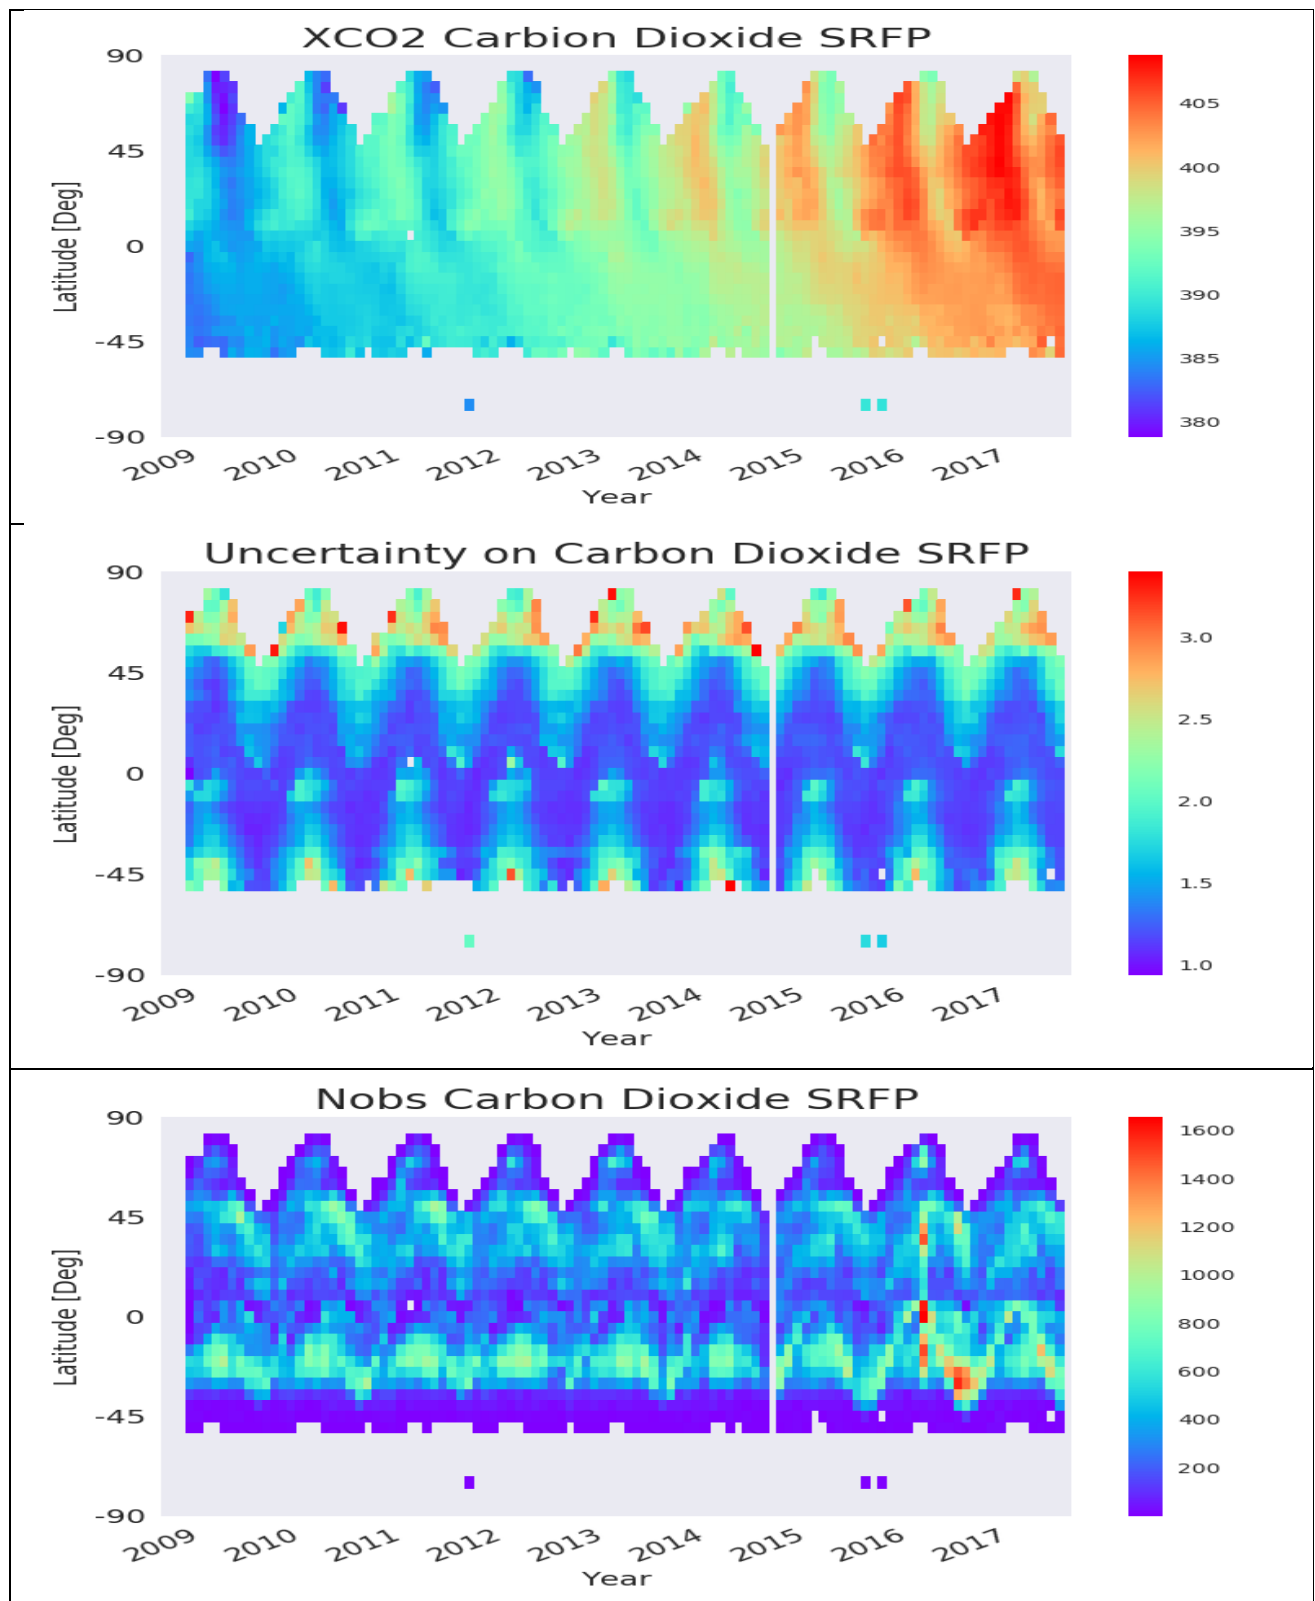 XCO2 Carbion Dioxide SRFP
90
45
0
-45
-90
Latitude [Deg]
2009 2010 2011 2012 2013 2014 2015 2016 2017
Year
405
400
395
390
385
380
Uncertainty on Carbon Dioxide SRFP
90
45
0
-45
-90
Latitude [Deg]
2009 2010 2011 2012 2013 2014 2015 2016 2017
Year
3.0
2.5
2.0
1.5
1.0
Nobs Carbon Dioxide SRFP
90
45
0
-45
-90
Latitude [Deg]
2009 2010 2011 2012 2013 2014 2015 2016 2017
Year
1600
1400
1200
1000
800
600
400
200